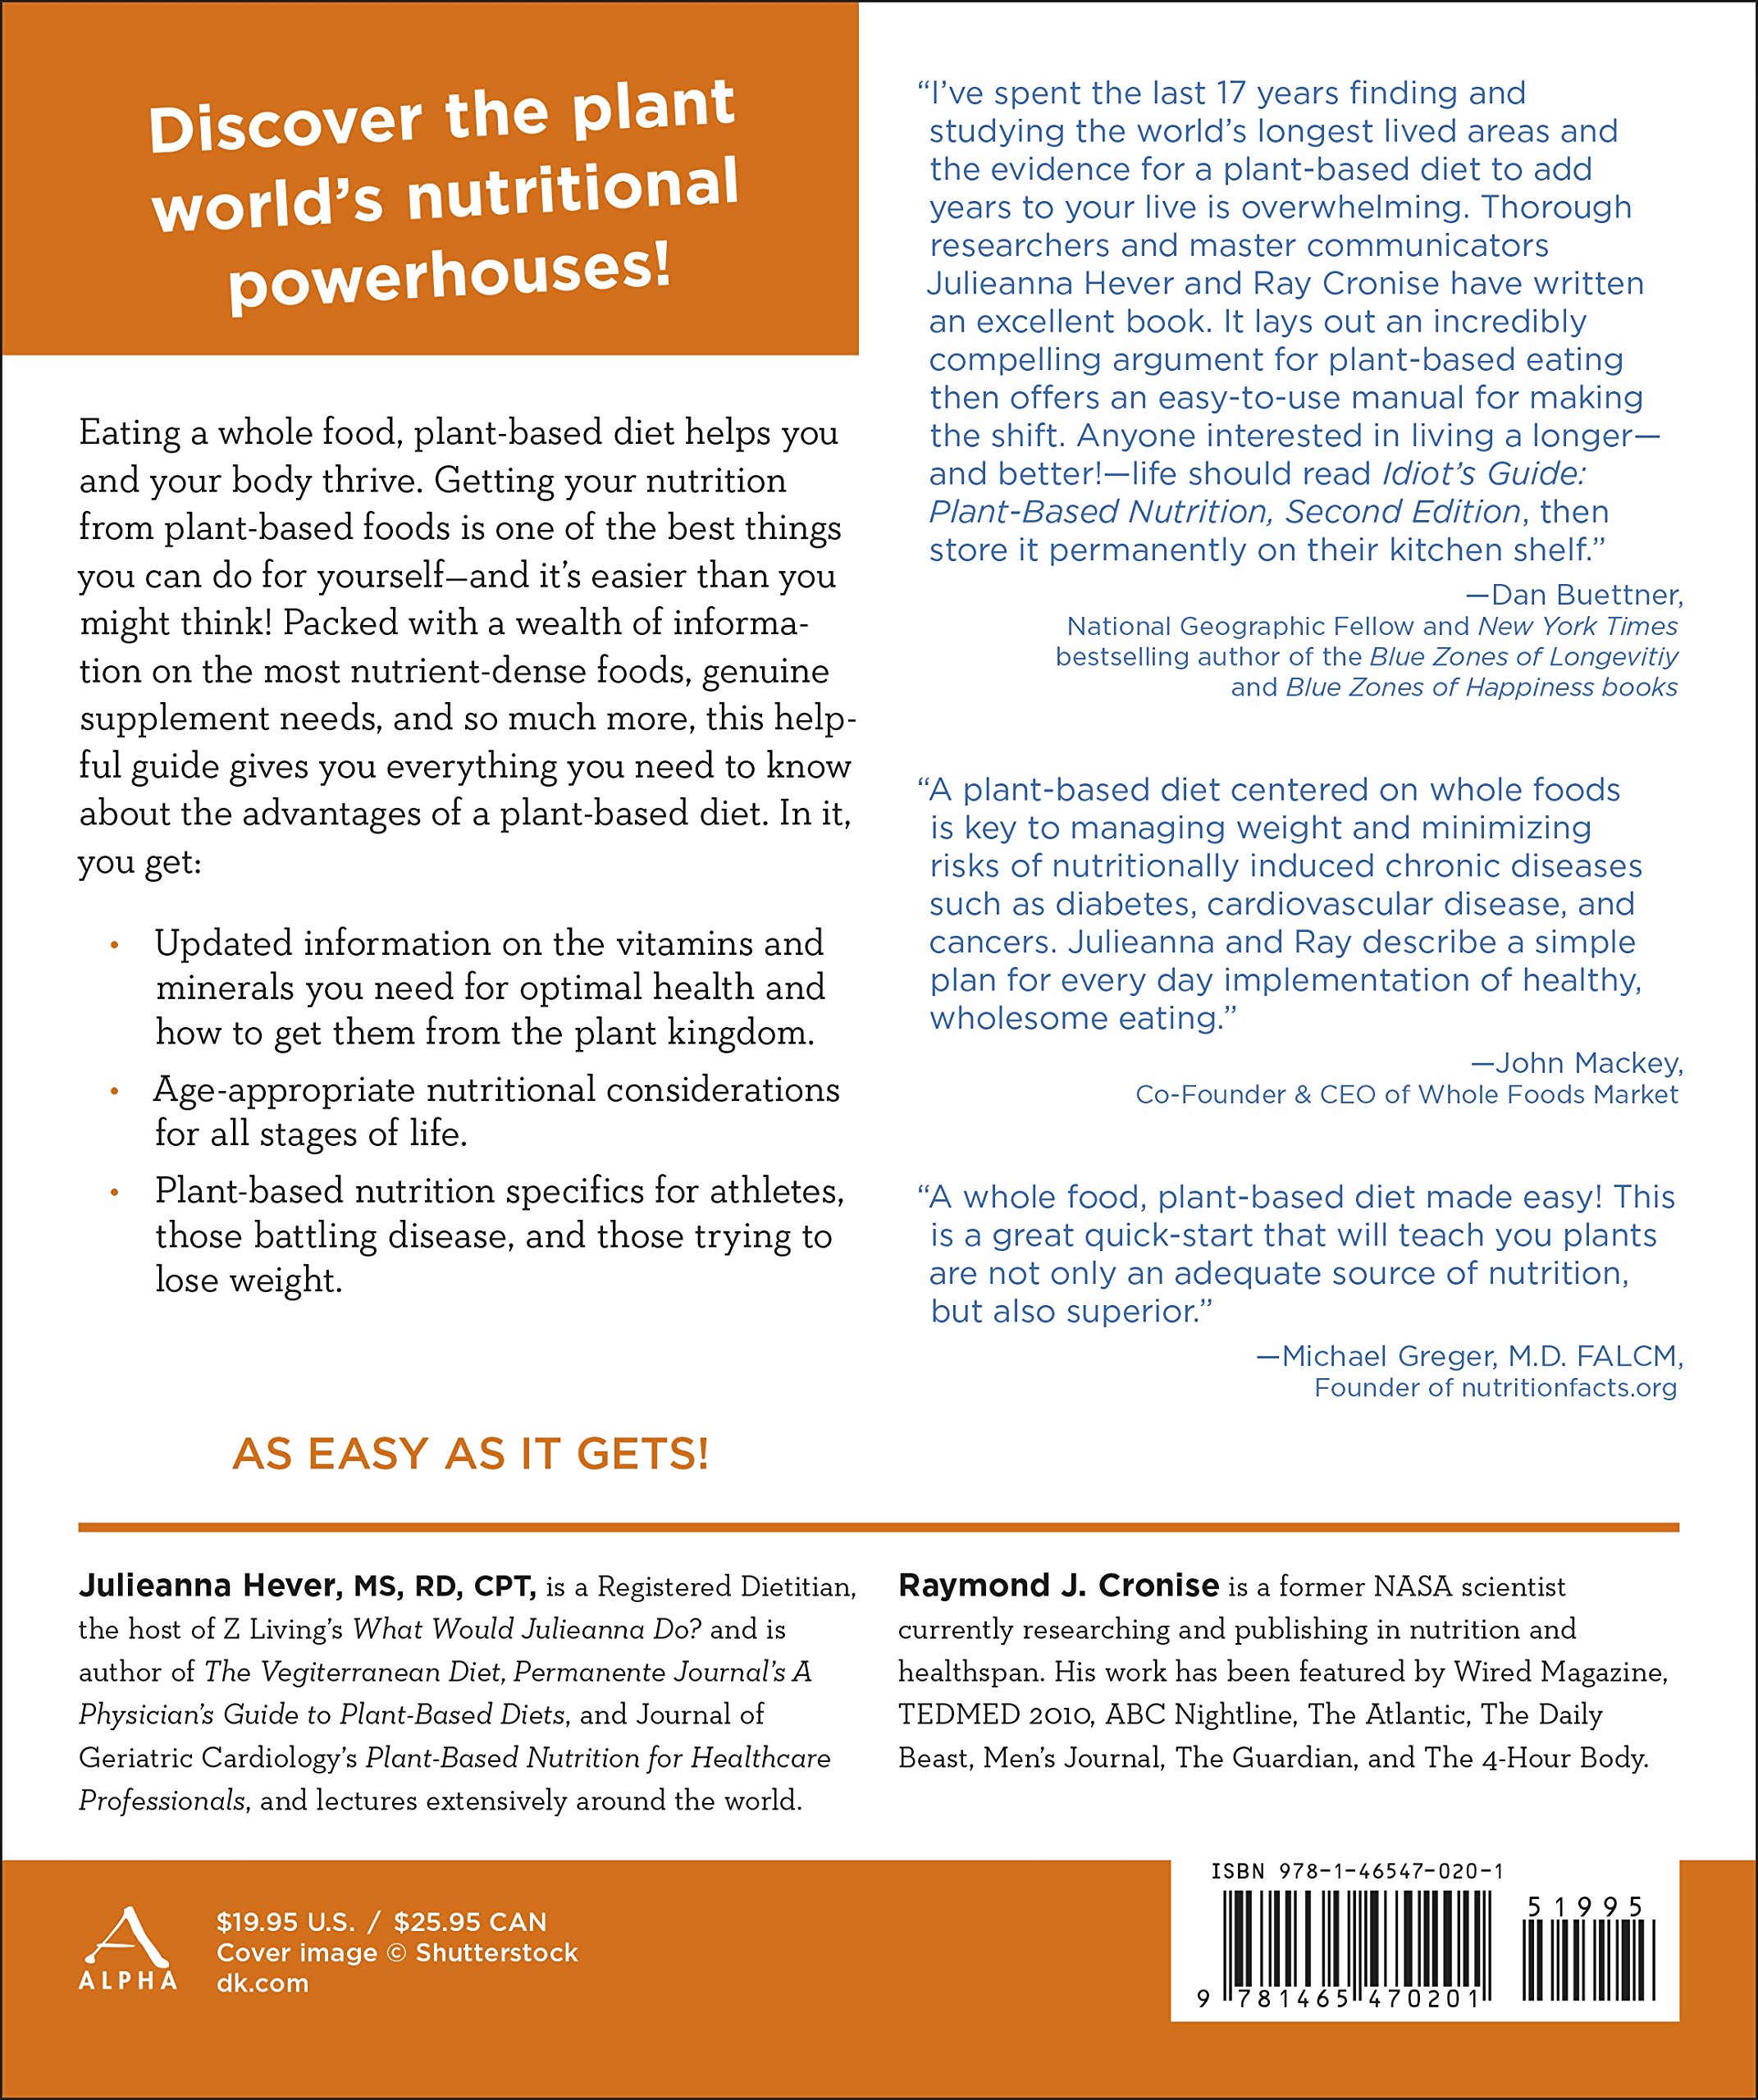 Discover the plant
world's nutritional
powerhouses!
Eating a whole food, plant-based diet helps you
and your body thrive. Getting your nutrition
from plant-based foods is one of the best things
you can do for yourself—and it's easier than you
might think! Packed with a wealth of informa-
tion on the most nutrient-dense foods, genuine
supplement needs, and so much more, this help-
ful guide gives you everything you need to know
about the advantages of a plant-based diet. In it,
you get:
• Updated information on the vitamins and
minerals you need for optimal health and
how to get them from the plant kingdom.
• Age-appropriate nutritional considerations
for all stages of life.
• Plant-based nutrition specifics for athletes,
those battling disease, and those trying to
lose weight.
AS EASY AS IT GETS!
“I've spent the last 17 years finding and
studying the world's longest lived areas and
the evidence for a plant-based diet to add
years to your live is overwhelming. Thorough
researchers and master communicators
Julieanna Hever and Ray Cronise have written
an excellent book. It lays out an incredibly
compelling argument for plant-based eating
then offers an easy-to-use manual for making
the shift. Anyone interested in living a longer—
and better!—life should read Idiot's Guide:
Plant-Based Nutrition, Second Edition, then
store it permanently on their kitchen shelf.”
—Dan Buettner,
National Geographic Fellow and New York Times
bestselling author of the Blue Zones of Longevitiy
and Blue Zones of Happiness books
“A plant-based diet centered on whole foods
is key to managing weight and minimizing
risks of nutritionally induced chronic diseases
such as diabetes, cardiovascular disease, and
cancers. Julieanna and Ray describe a simple
plan for every day implementation of healthy,
wholesome eating.”
—John Mackey,
Co-Founder & CEO of Whole Foods Market
“A whole food, plant-based diet made easy! This
is a great quick-start that will teach you plants
are not only an adequate source of nutrition,
but also superior.”
—Michael Greger, M.D. FALCM,
Founder of nutritionfacts.org
Julieanna Hever, MS, RD, CPT, is a Registered Dietitian,
the host of Z Living's What Would Julieanna Do? and is
author of The Vegiterranean Diet, Permanente Journal's A
Physician's Guide to Plant-Based Diets, and Journal of
Geriatric Cardiology's Plant-Based Nutrition for Healthcare
Professionals, and lectures extensively around the world.
Raymond J. Cronise is a former NASA scientist
currently researching and publishing in nutrition and
healthspan. His work has been featured by Wired Magazine,
TEDMED 2010, ABC Nightline, The Atlantic, The Daily
Beast, Men's Journal, The Guardian, and The 4-Hour Body.
ALPHA
$19.95 U.S. / $25.95 CAN
Cover image © Shutterstock
dk.com
ISBN 978-1-46547-020-1
51995
9 781465 470201